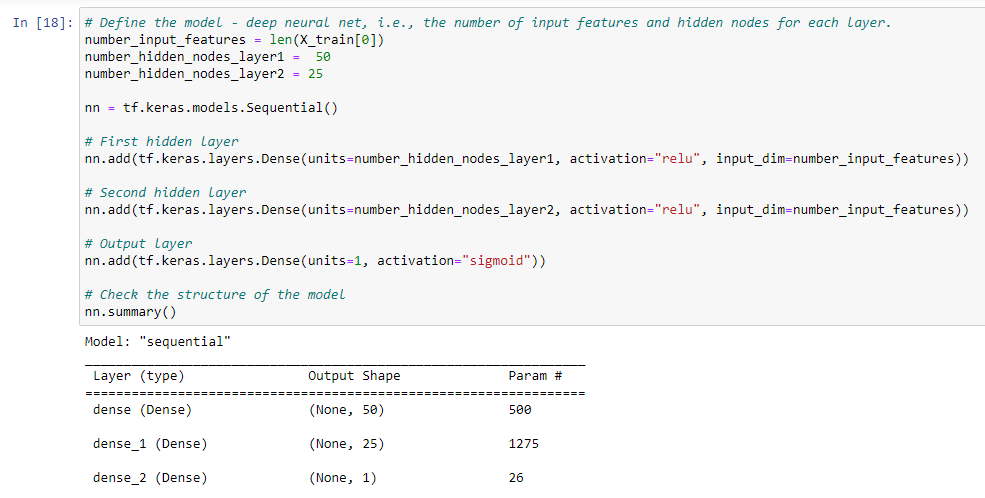 In [18]: # Define the model - deep neural net, i.e., the number of input features and hidden nodes for each layer.
number_input_features = len(X_train[0])
number_hidden_nodes_layer1 =  50
number_hidden_nodes_layer2 = 25
nn = tf.keras.models.Sequential()
# First hidden layer
nn.add(tf.keras.layers.Dense(units=number_hidden_nodes_layer1, activation="relu", input_dim=number_input_features))
# Second hidden layer
nn.add(tf.keras.layers.Dense(units=number_hidden_nodes_layer2, activation="relu", input_dim=number_input_features))
# Output layer
nn.add(tf.keras.layers.Dense(units=1, activation="sigmoid"))
# Check the structure of the model
nn.summary()
Model: "sequential"
Layer (type) Output Shape Param #
dense (Dense) (None, 50) 500
dense_1 (Dense) (None, 25) 1275
dense_2 (Dense) (None, 1) 26